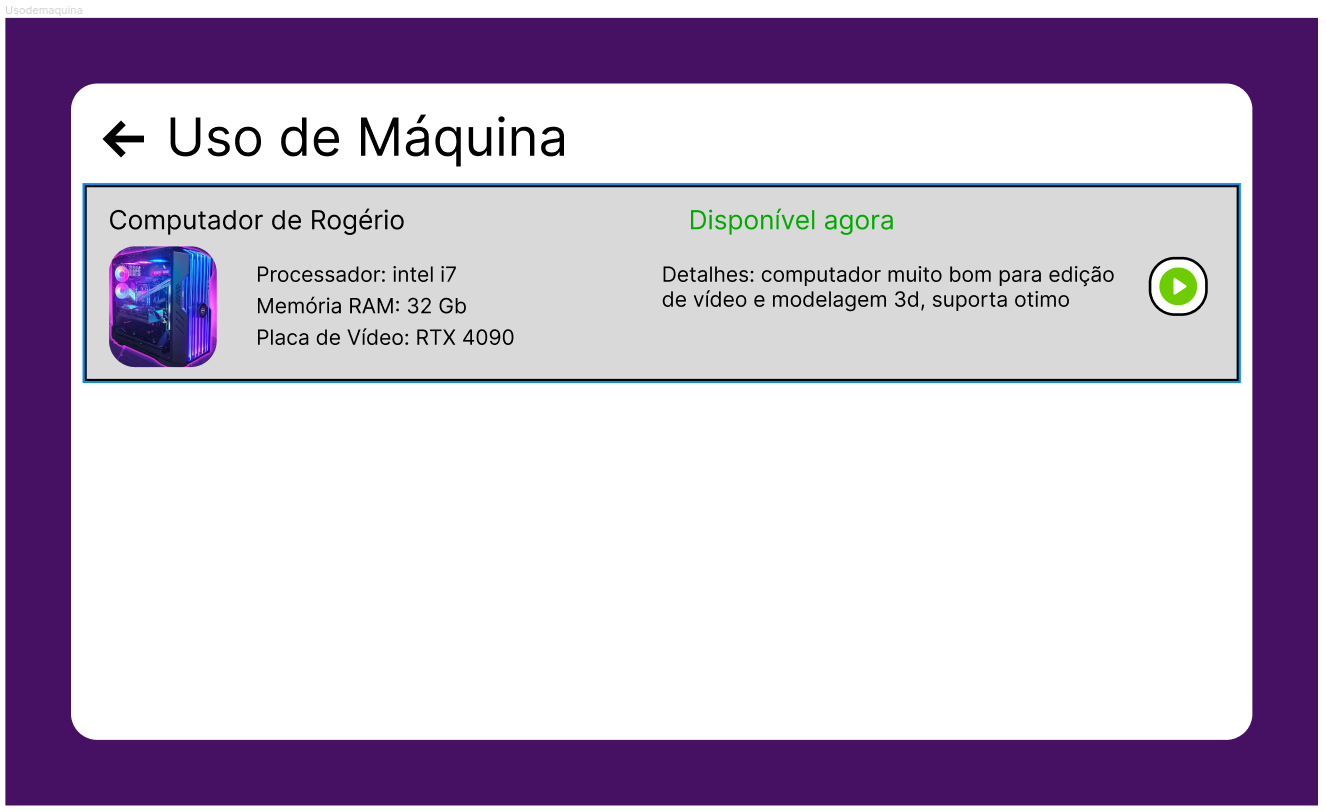 Usodemaquina
Uso de Máquina
Computador de Rogério
Disponível agora
Processador: intel i7
Memória RAM: 32 Gb
Placa de Vídeo: RTX 4090
Detalhes: computador muito bom para edição
de vídeo e modelagem 3d, suporta otimo